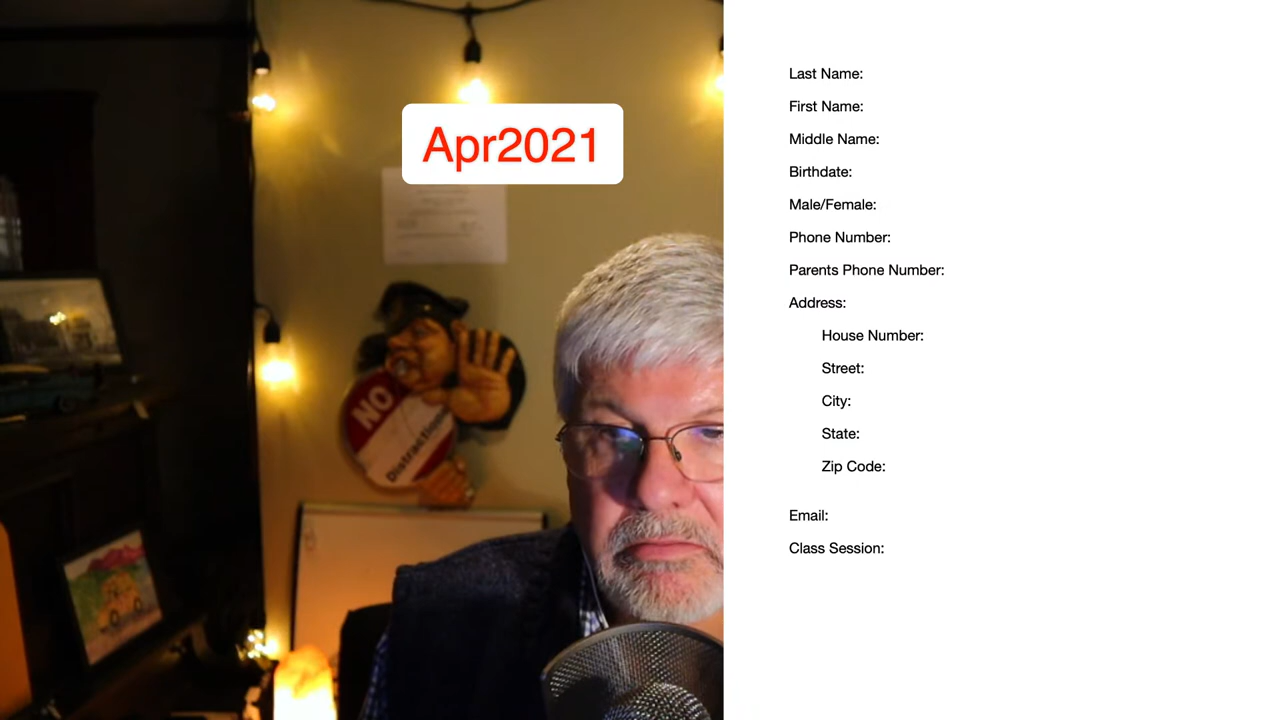 Apr2021
NO
Distractions
Last Name:
First Name:
Middle Name:
Birthdate:
Male/Female:
Phone Number:
Parents Phone Number:
Address:
House Number:
Street:
City:
State:
Zip Code:
Email:
Class Session: